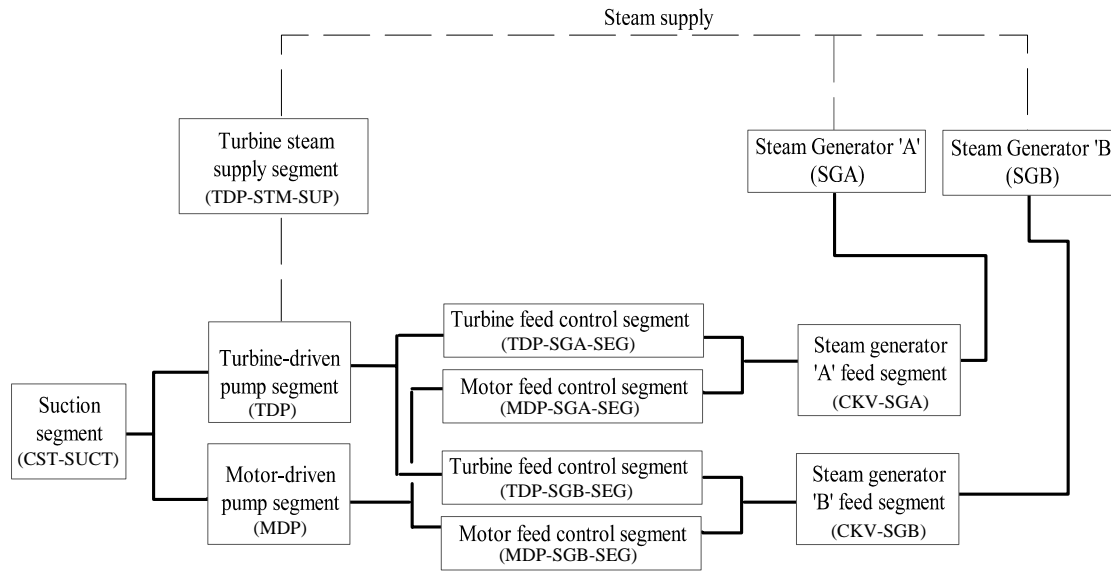 Steam supply
Turbine steam
supply segment
(TDP-STM-SUP)
Steam Generator 'A'
(SGA)
Steam Generator 'B
(SGB)
Turbine-driven
pump segment
(TDP)
Turbine feed control segment
(TDP-SGA-SEG)
Motor feed control segment
(MDP-SGA-SEG)
Steam generator
'A' feed segment
(CKV-SGA)
Suction
segment
(CST-SUCT)
Motor-driven
pump segment
(MDP)
Turbine feed control segment
(TDP-SGB-SEG)
Motor feed control segment
(MDP-SGB-SEG)
Steam generator
'B' feed segment
(CKV-SGB)